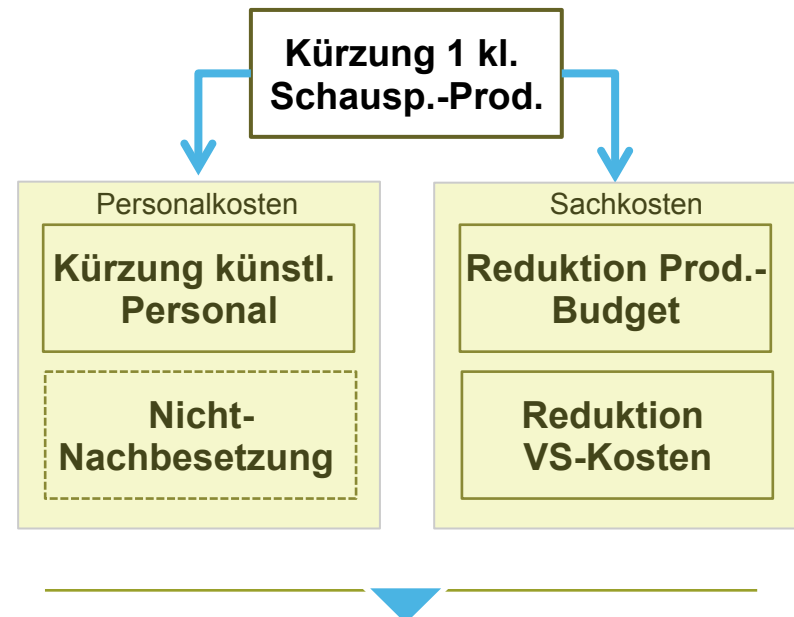 Kürzung 1 kl.
Schausp.-Prod.
Personalkosten
Kürzung künstl.
Personal
Nicht-
Nachbesetzung
Sachkosten
Reduktion Prod.-
Budget
Reduktion
VS-Kosten